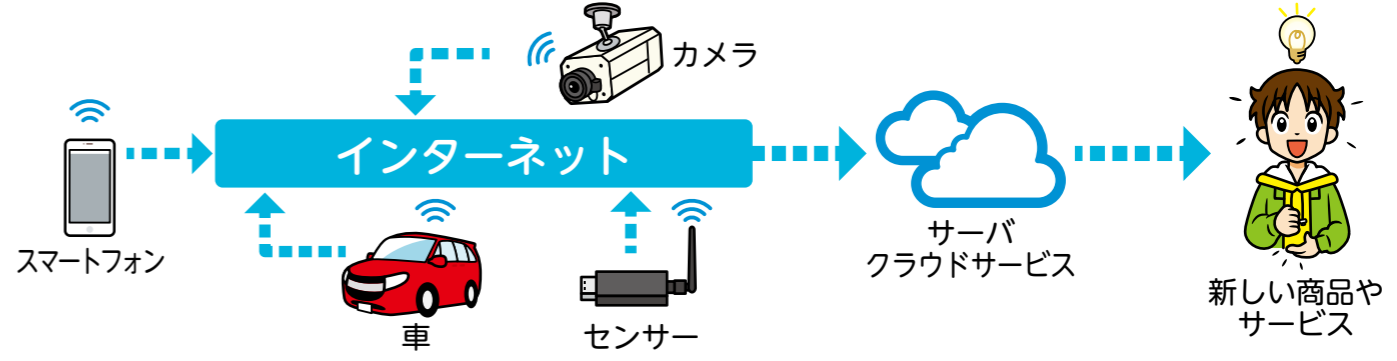 カメラ
インターネット
スマートフォン
車
センサー
サーバ
クラウドサービス
新しい商品や
サービス